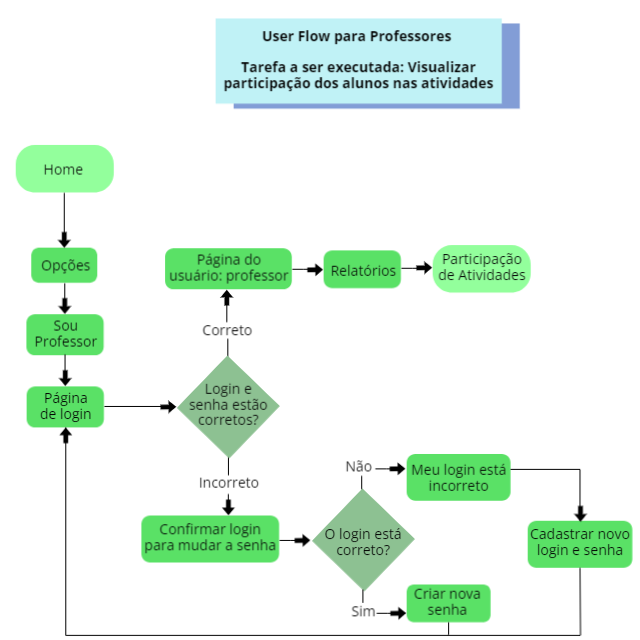 User Flow para Professores
Tarefa a ser executada: Visualizar
participação dos alunos nas atividades
Home
Opções
Sou
Professor
Página
de login
Login e
senha estão
corretos?
Correto
Página do
usuário: professor
Relatórios
Participação
de Atividades
Incorreto
Confirmar login
para mudar a senha
O login está
correto?
Não
Meu login está
incorreto
Cadastrar novo
login e senha
Sim
Criar nova
senha